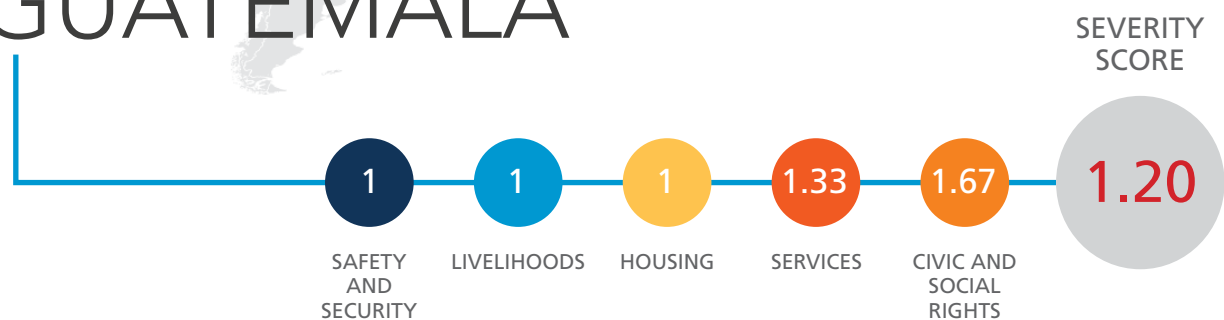 GUATEMALA
SEVERITY
SCORE
1
1
1
1.33
1.67
1.20
SAFETY
AND
SECURITY
LIVELIHOODS
HOUSING
SERVICES
CIVIC AND
SOCIAL
RIGHTS